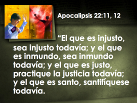 Apocalipsis 22:11, 12
“El que es injusto,
sea injusto todavía; y el que
es inmundo, sea inmundo
todavía; y el que es justo,
practique la justicia todavía;
y el que es santo, santifíquese
todavía.